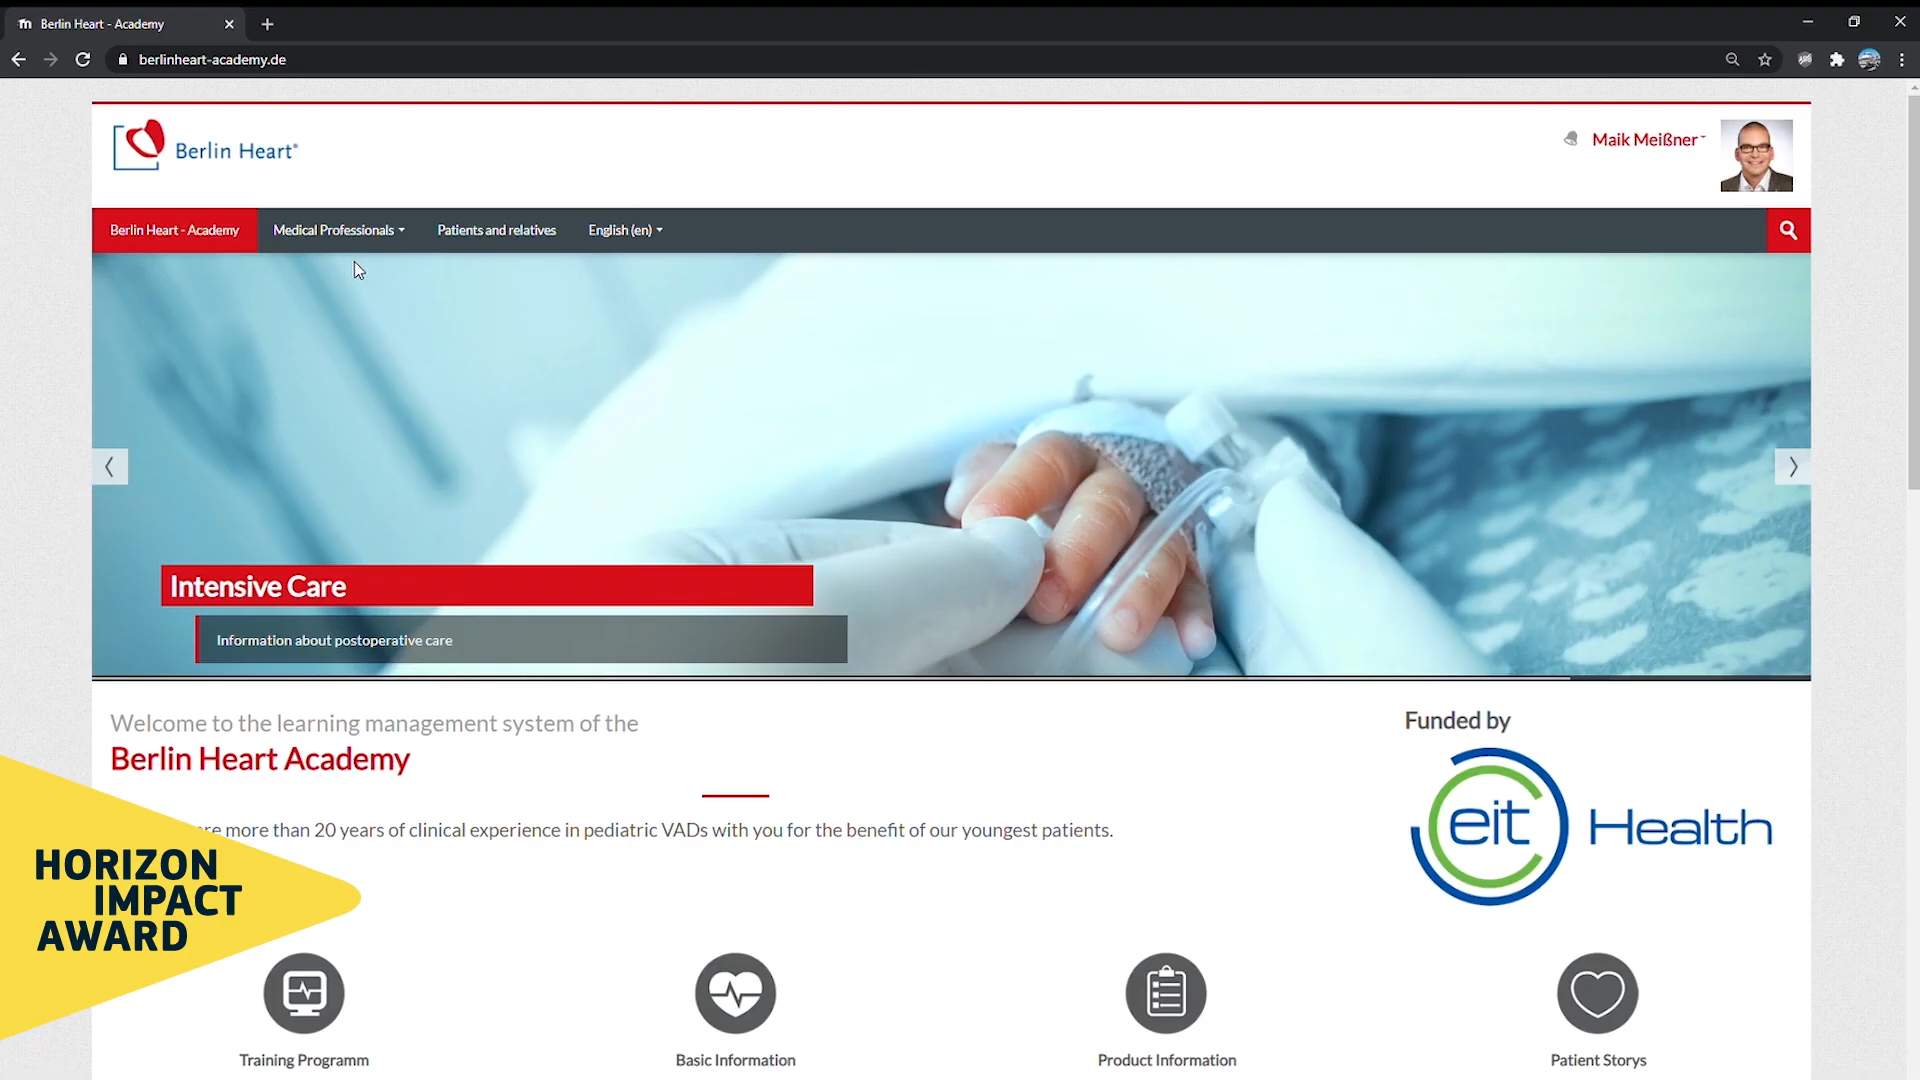 Berlin Heart - Academy
berlinheart-academy.de
Berlin Heart®
Maik Meißner
Berlin Heart - Academy
Medical Professionals
Patients and relatives
English (en)
Intensive Care
Information about postoperative care
Welcome to the learning management system of the
Berlin Heart Academy
more than 20 years of clinical experience in pediatric VADs with you for the benefit of our youngest patients.
Funded by
eit Health
HORIZON
IMPACT
AWARD
Training Programm
Basic Information
Product Information
Patient Storys